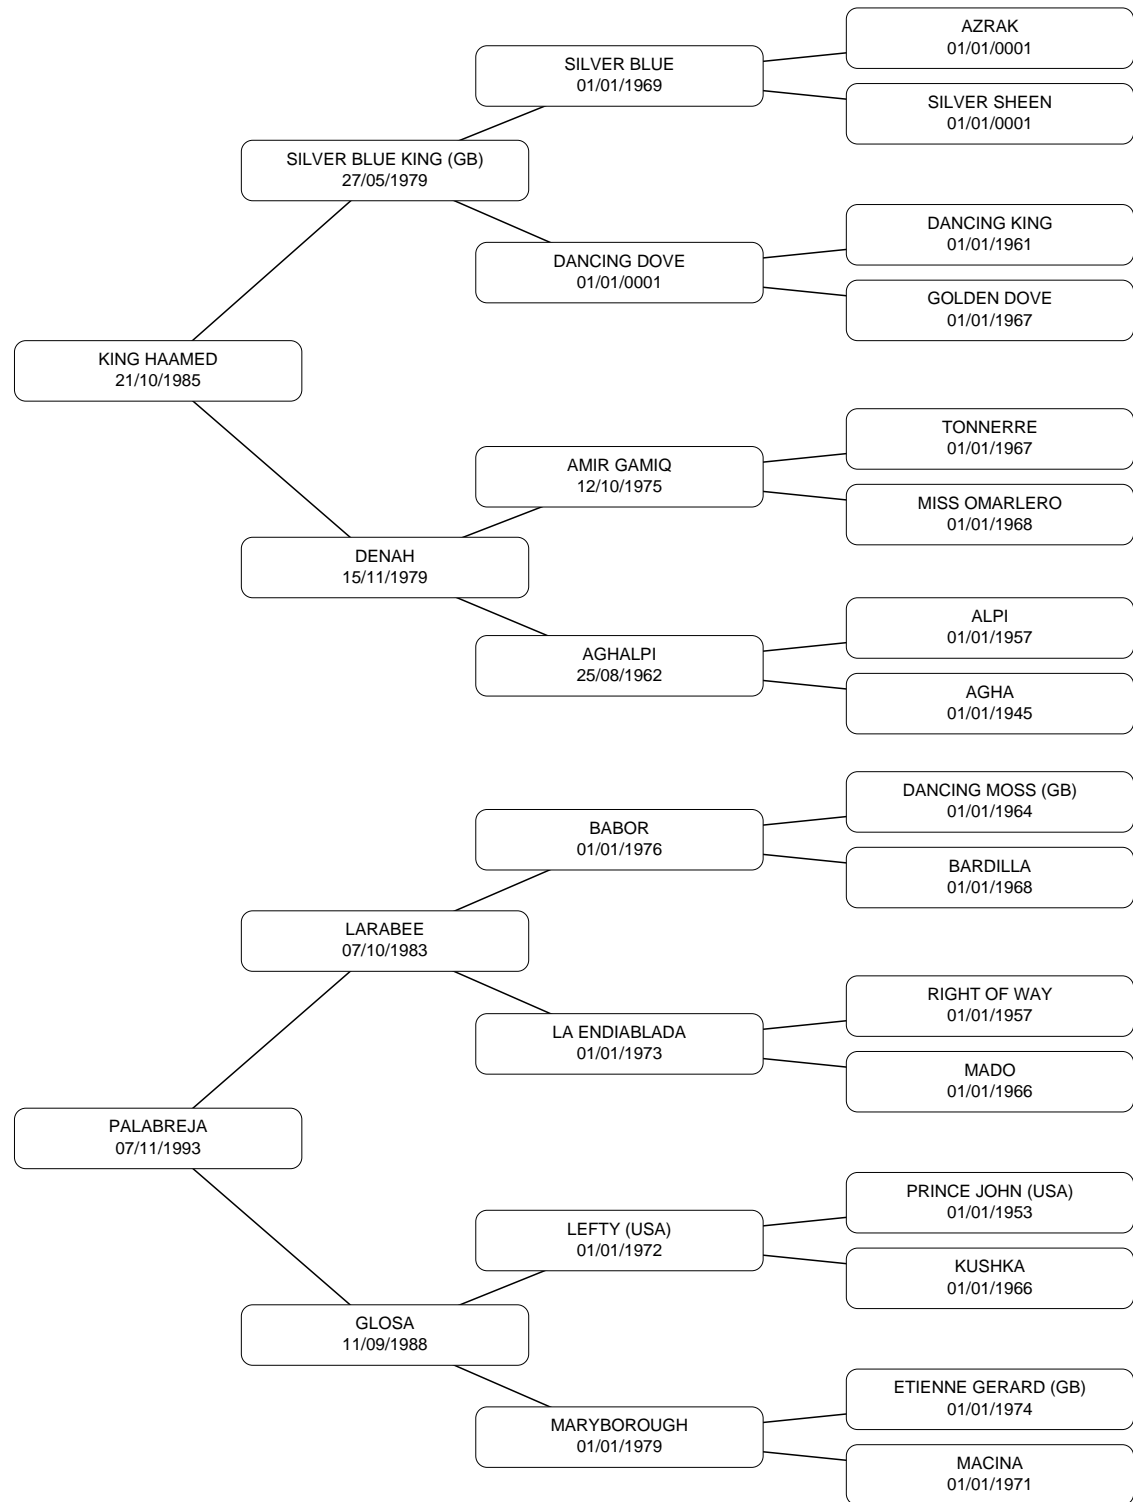 AZRAK
01/01/0001
SILVER BLUE
01/01/1969
SILVER SHEEN
01/01/0001
SILVER BLUE KING (GB)
27/05/1979
DANCING KING
01/01/1961
DANCING DOVE
01/01/0001
GOLDEN DOVE
01/01/1967
KING HAAMED
21/10/1985
TONNERRE
01/01/1967
AMIR GAMIQ
12/10/1975
MISS OMARLERO
01/01/1968
DENAH
15/11/1979
ALPI
01/01/1957
AGHALPI
25/08/1962
AGHA
01/01/1945
DANCING MOSS (GB)
01/01/1964
BABOR
01/01/1976
BARDILLA
01/01/1968
LARABEE
07/10/1983
RIGHT OF WAY
01/01/1957
LA ENDIABLADA
01/01/1973
MADO
01/01/1966
PALABREJA
07/11/1993
PRINCE JOHN (USA)
01/01/1953
LEFTY (USA)
01/01/1972
KUSHKA
01/01/1966
GLOSA
11/09/1988
ETIENNE GERARD (GB)
01/01/1974
MARYBOROUGH
01/01/1979
MACINA
01/01/1971